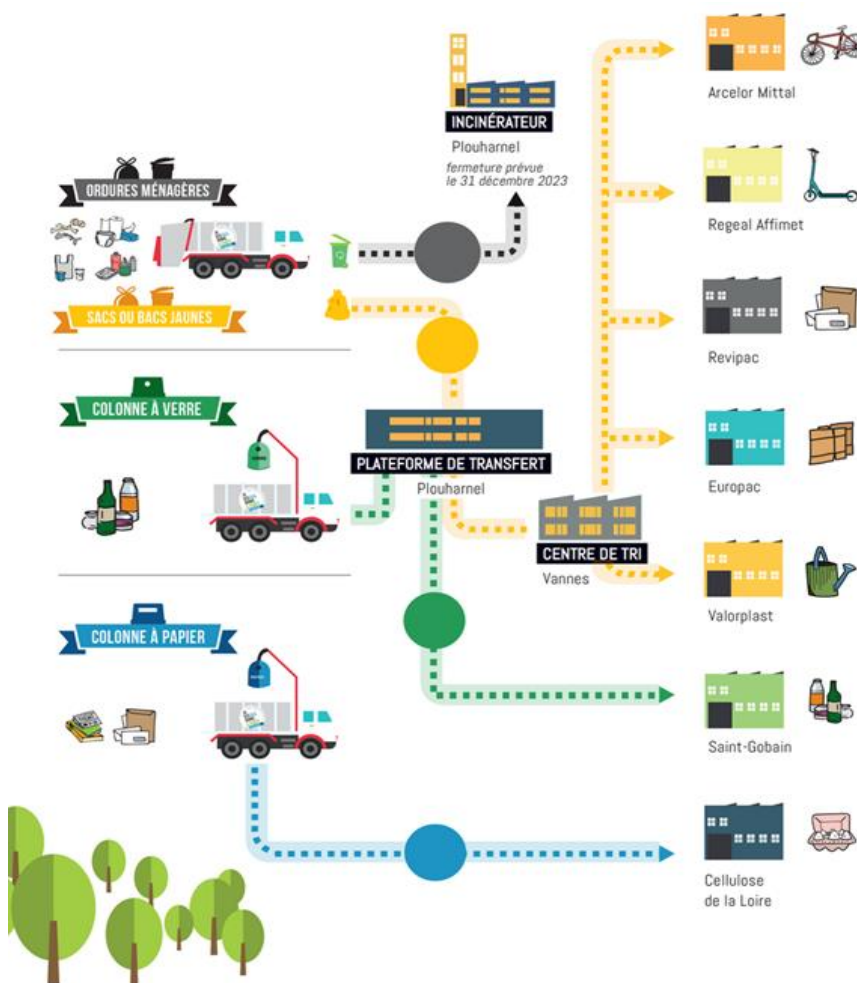 INCINÉRATEUR
Plouharnel
fermeture prévue
le 31 décembre 2023
ORDURES MÉNAGÈRES
SACS OU BACS JAUNES
COLONNE À VERRE
PLATEFORME DE TRANSFERT
Plouharnel
CENTRE DE TRI
Vannes
COLONNE À PAPIER
Arcelor Mittal
Regeal Affimet
Revipac
Europac
Valorplast
Saint-Gobain
Cellulose
de la Loire